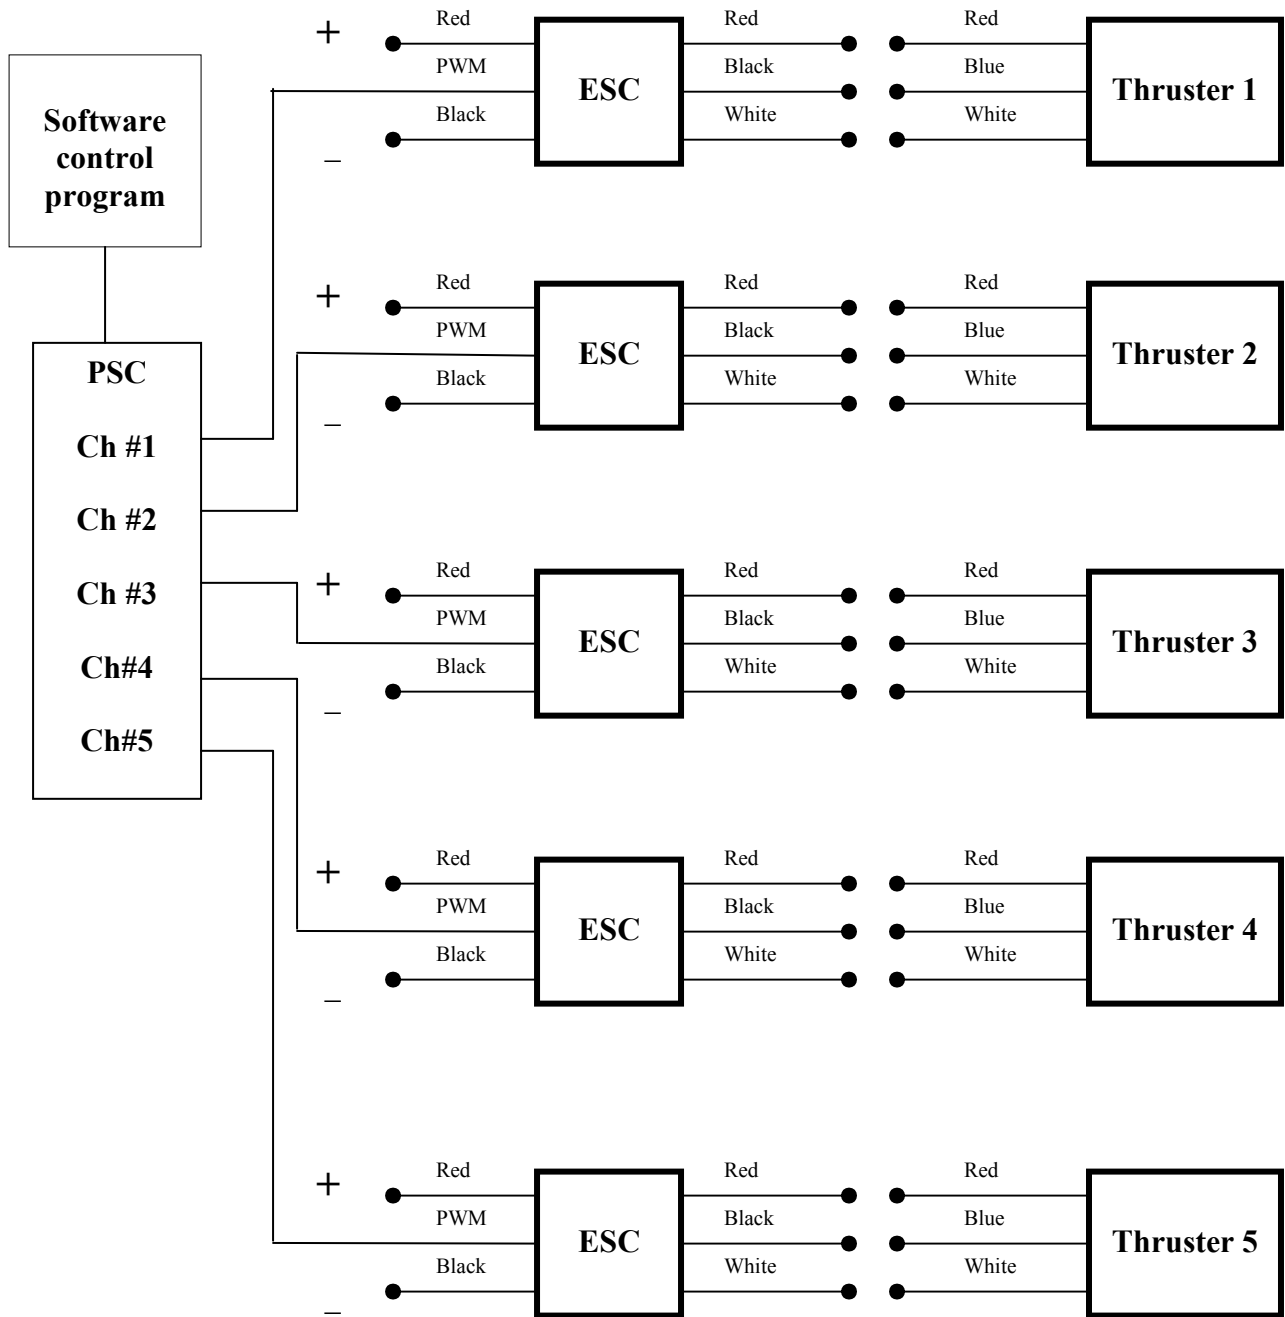 Software
control
program
PSC
Ch #1
Ch #2
Ch #3
Ch#4
Ch#5
+
Red
PWM
Black
–
ESC
Red
Black
White
Red
Blue
White
Thruster 1
+
Red
PWM
Black
–
ESC
Red
Black
White
Red
Blue
White
Thruster 2
+
Red
PWM
Black
–
ESC
Red
Black
White
Red
Blue
White
Thruster 3
+
Red
PWM
Black
–
ESC
Red
Black
White
Red
Blue
White
Thruster 4
+
Red
PWM
Black
–
ESC
Red
Black
White
Red
Blue
White
Thruster 5